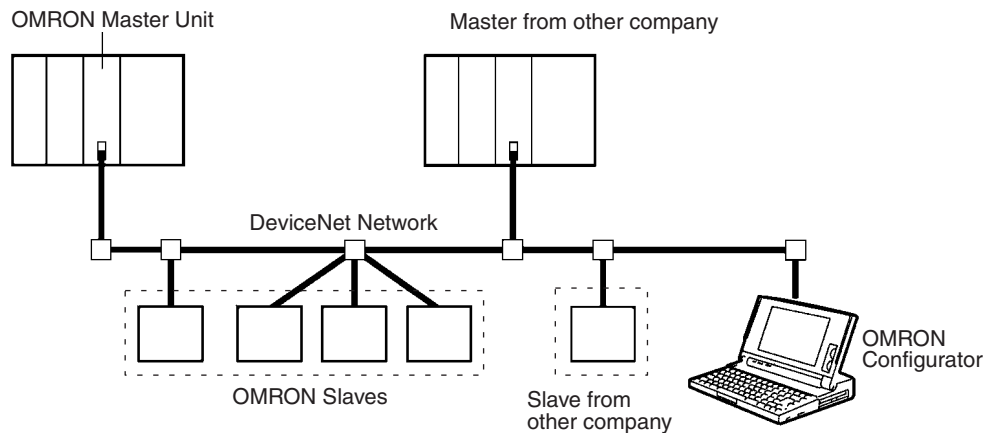 OMRON Master Unit
Master from other company
DeviceNet Network
OMRON Slaves
Slave from
other company
OMRON
Configurator